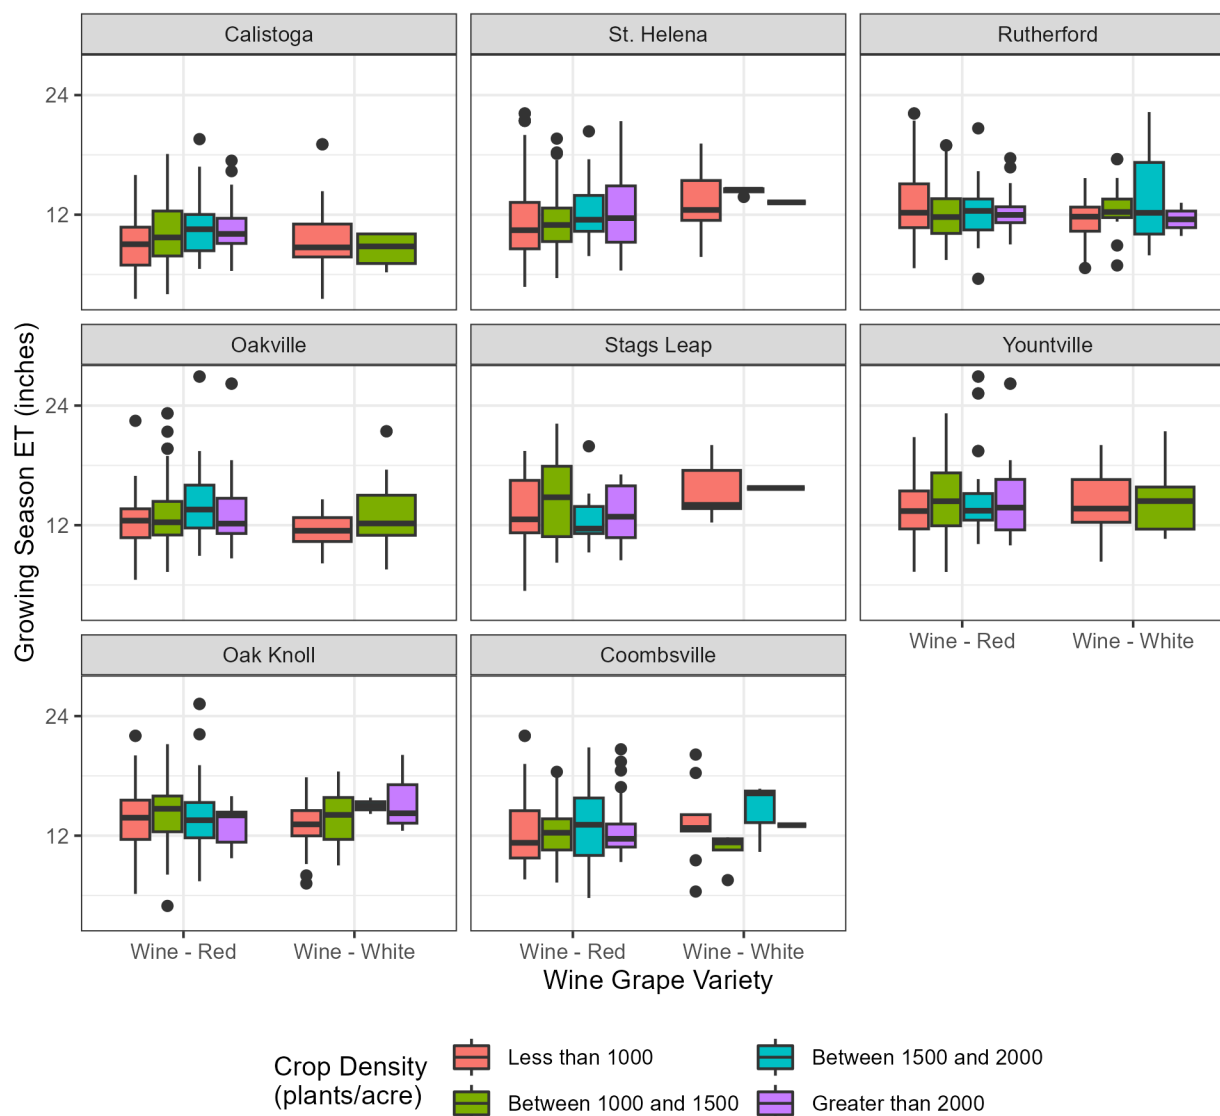 Calistoga
St. Helena
Rutherford
24
12
Oakville
Stags Leap
Yountville
24
12
Growing Season ET (inches)
Wine - Red
Wine - White
Oak Knoll
Coombsville
24
12
Wine - Red
Wine - White
Wine - Red
Wine - White
Wine Grape Variety
Crop Density
(plants/acre)
Less than 1000
Between 1000 and 1500
Between 1500 and 2000
Greater than 2000